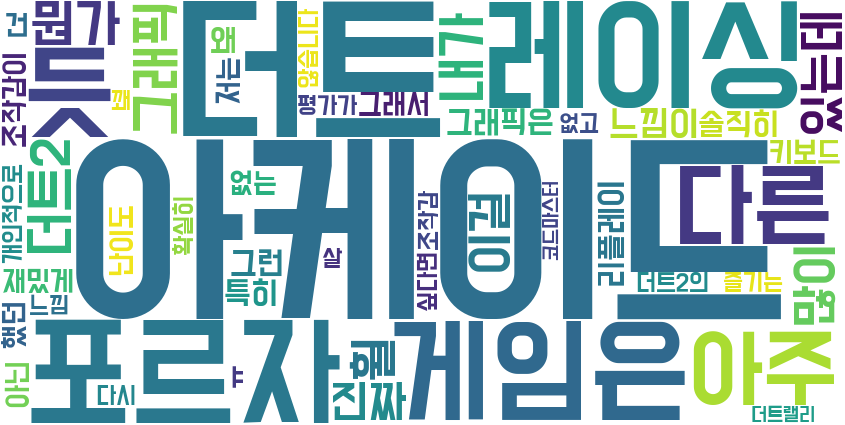 건
뭔가
조작감이
드
꽤
그래픽
왜
저는
더트
않습니다
평가가
그래서
내가
레이싱
있는데
그래픽은
없고
느낌이
솔직히
키보드
개인적으로
더트2
아케이드
난이도
확실히
없는
그런
특히
살
이걸
싶다면
조작감
코드마스터
리플레이
다른
재밌게
느낌
했던
더트2의
즐기는
많이
아닌
다시
포르자
ㅠ
휠
진짜
게임은
아주
더트랠리